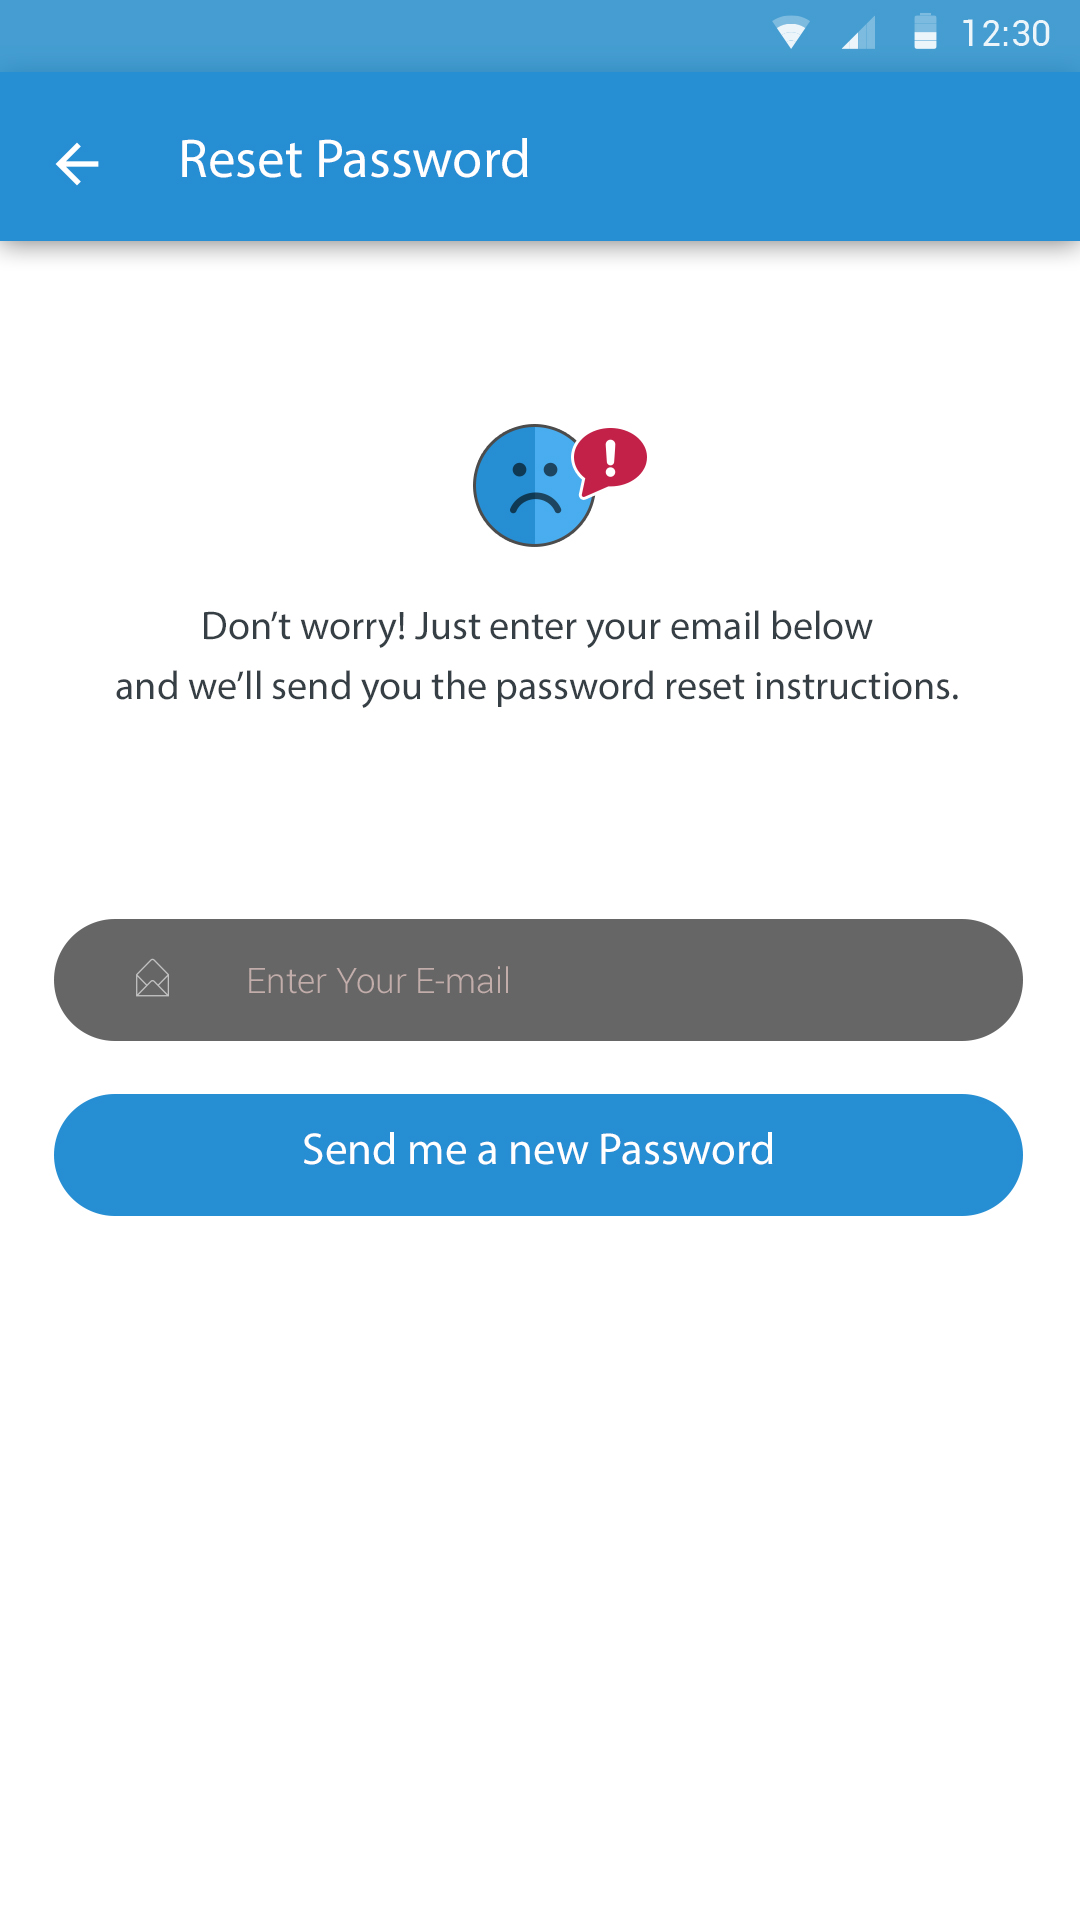 12:30
Reset Password
!
Don’t worry! Just enter your email below
and we’ll send you the password reset instructions.
Enter Your E-mail
Send me a new Password